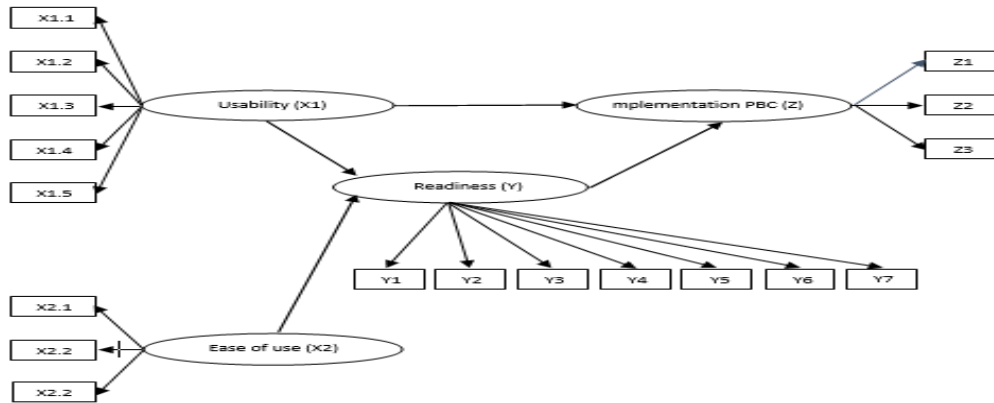 X1.1
X1.2
X1.3
X1.4
X1.5
Usability (X1)
mplementation PBC (Z)
Z1
Z2
Z3
Readiness (Y)
Y1
Y2
Y3
Y4
Y5
Y6
Y7
X2.1
X2.2
X2.2
Ease of use (X2)